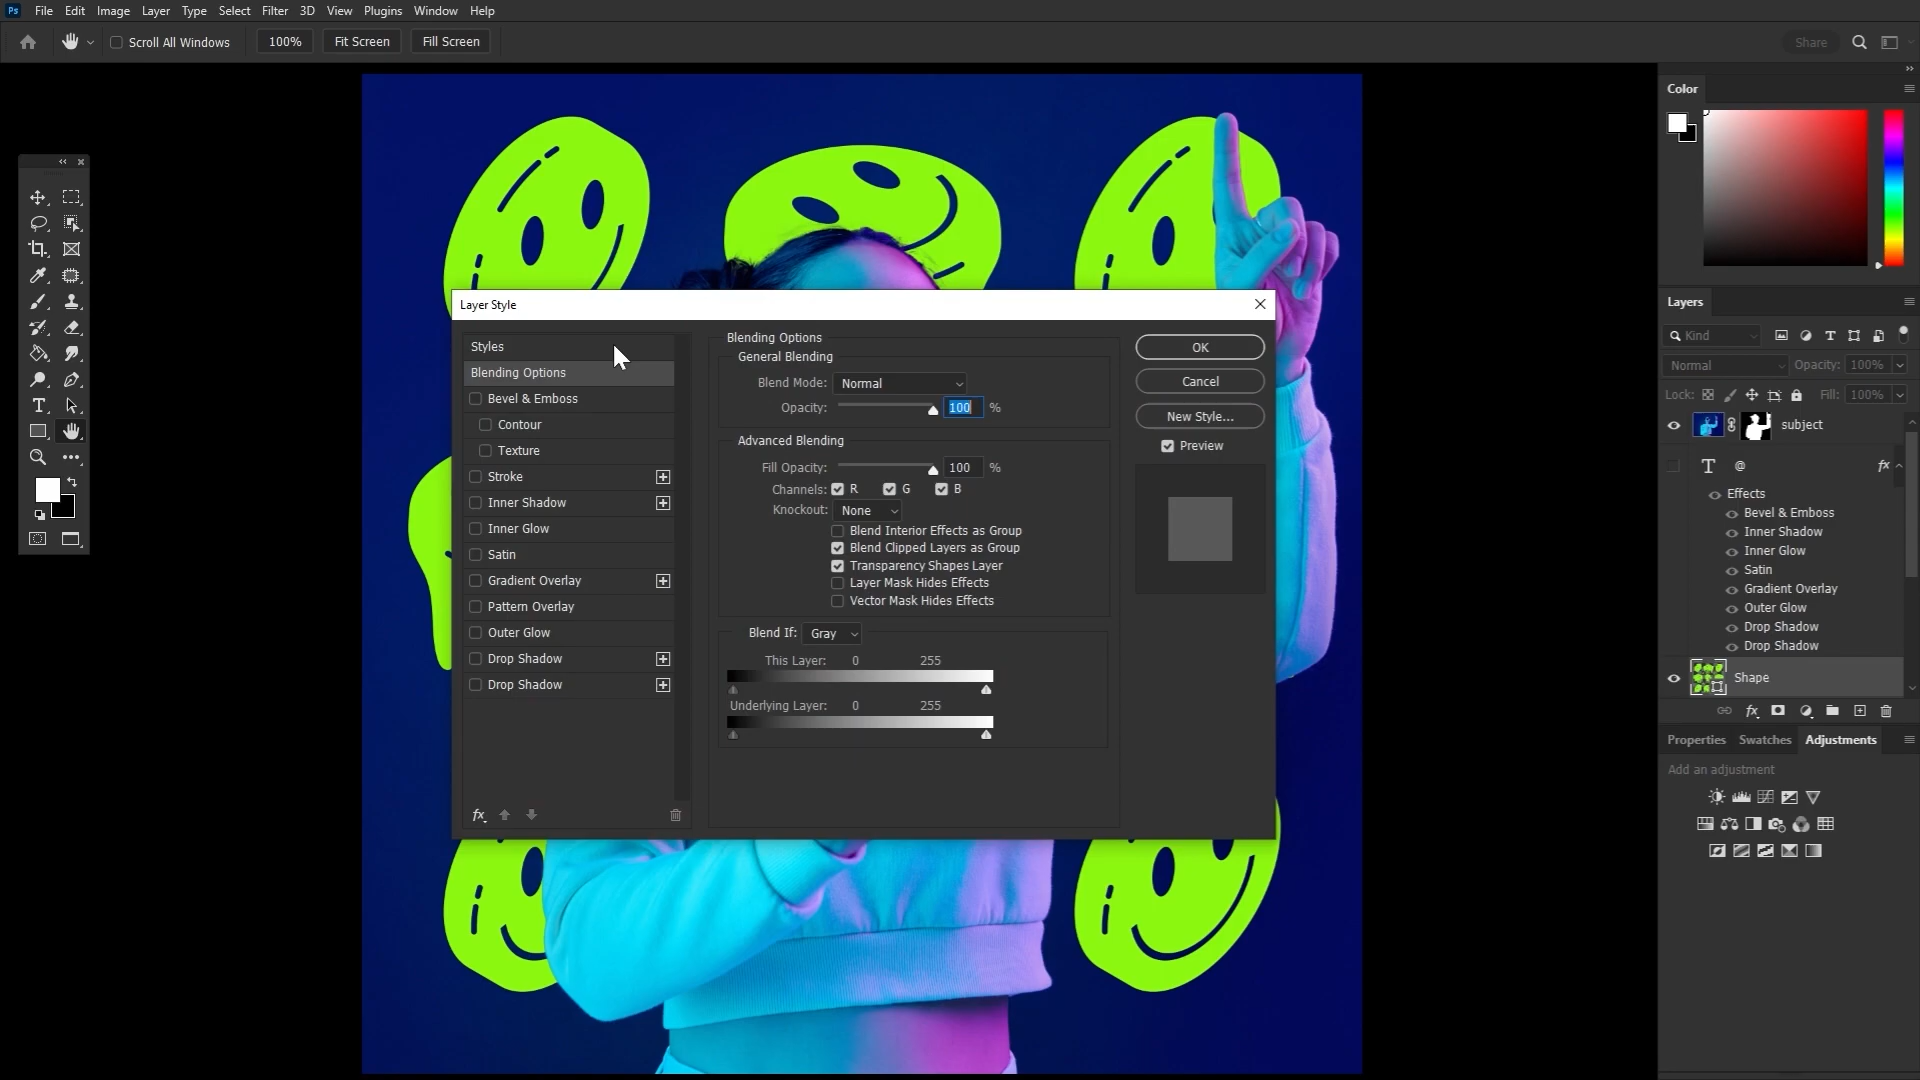 Ps File Edit Image Layer Type Select Filter 3D View Plugins Window Help
Scroll All Windows 100% Fit Screen Fill Screen Share
Color
Layer Style
Styles
Blending Options
Bevel & Emboss
Contour
Texture
Stroke
Inner Shadow
Inner Glow
Satin
Gradient Overlay
Pattern Overlay
Outer Glow
Drop Shadow
Drop Shadow
fx
Blending Options
General Blending
Blend Mode: Normal
Opacity: 100 %
Advanced Blending
Fill Opacity: 100 %
Channels: R G B
Knockout: None
Blend Interior Effects as Group
Blend Clipped Layers as Group
Transparency Shapes Layer
Layer Mask Hides Effects
Vector Mask Hides Effects
Blend If: Gray
This Layer: 0 255
Underlying Layer: 0 255
OK
Cancel
New Style...
Preview
Layers
Kind
Normal Opacity: 100%
Lock: Fill: 100%
subject
T @ fx
Effects
Bevel & Emboss
Inner Shadow
Inner Glow
Satin
Gradient Overlay
Outer Glow
Drop Shadow
Drop Shadow
Shape
fx
Properties Swatches Adjustments
Add an adjustment